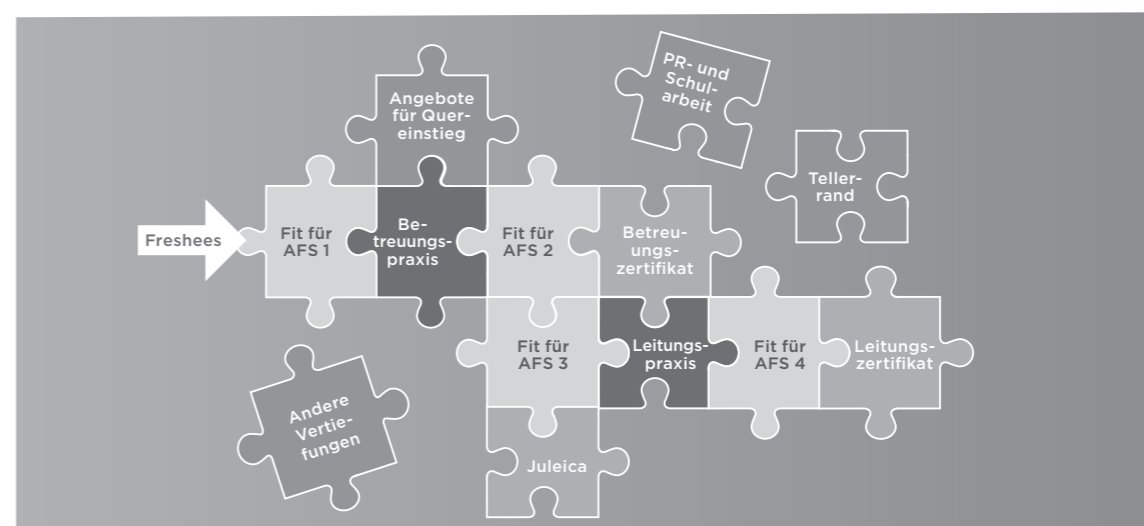 PR- und
Schul-
arbeit
Angebote
für Quer-
einstieg
Teller-
rand
Freshees
Fit für
AFS 1
Be-
treuungs-
praxis
Fit für
AFS 2
Betreu-
ungs-
zertifikat
Fit für
AFS 3
Leitungs-
praxis
Fit für
AFS 4
Leitungs-
zertifikat
Andere
Vertie-
fungen
Juleica